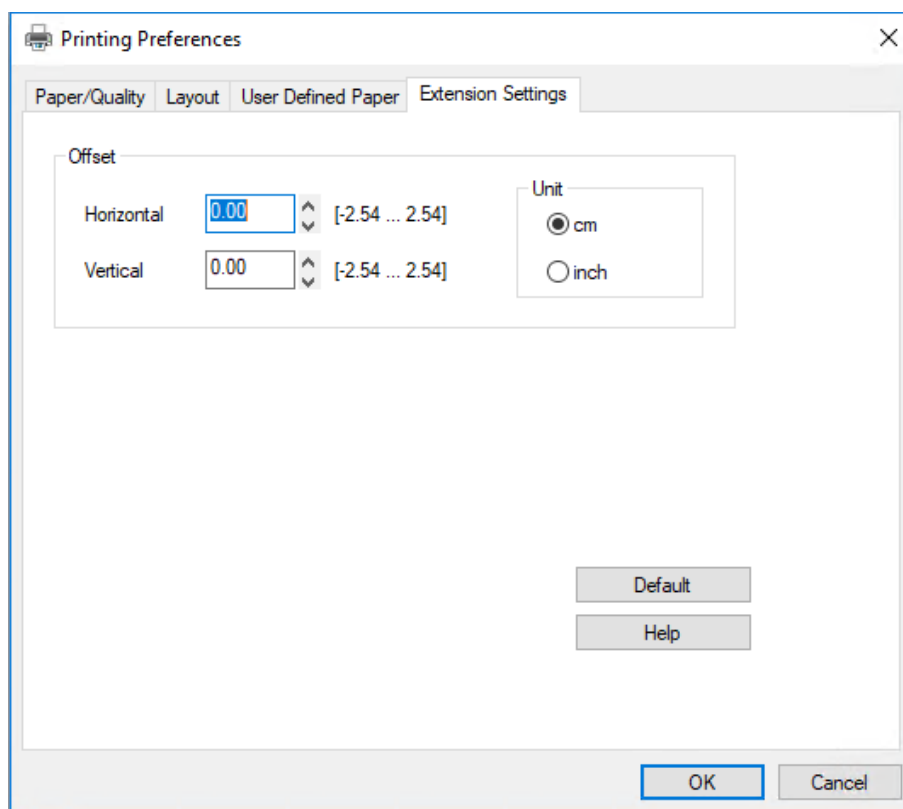 Printing Preferences
Paper/Quality Layout User Defined Paper Extension Settings
Offset
Unit
Horizontal 0.00 [-2.54 ... 2.54]
cm
Vertical 0.00 [-2.54 ... 2.54]
inch
Default
Help
OK Cancel